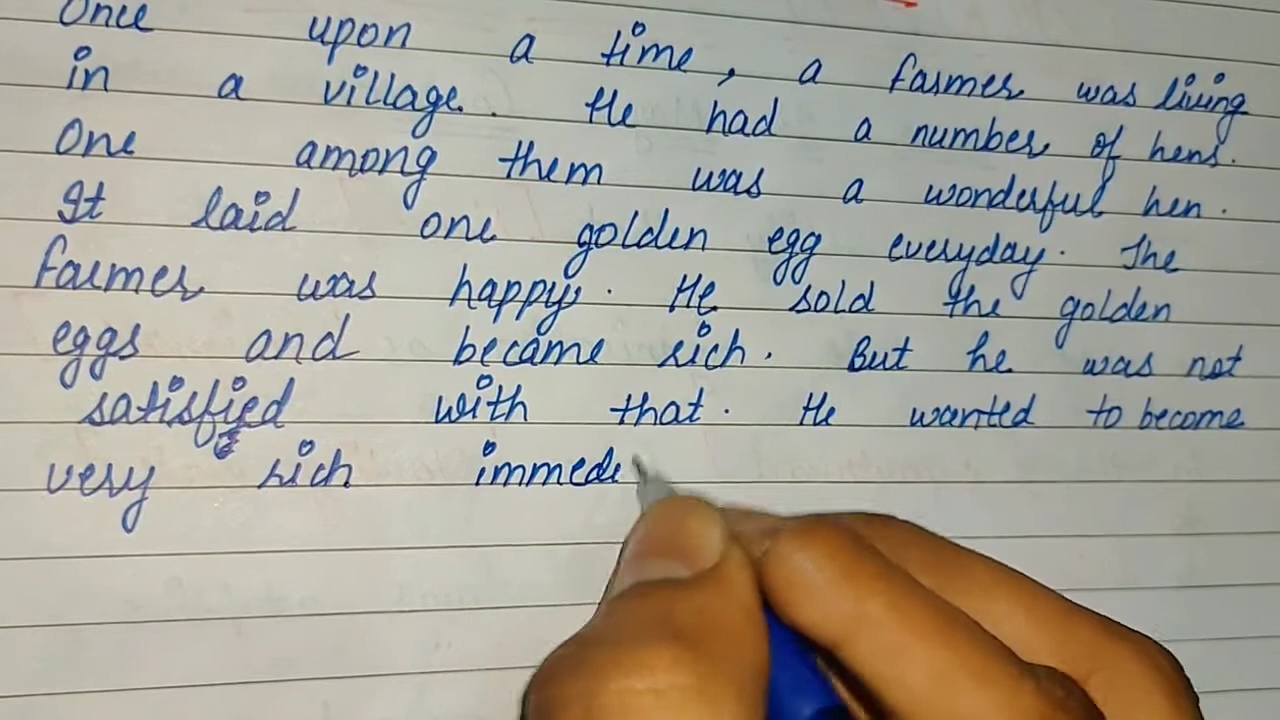 Once upon a time, a farmer was living
in a village. He had a number of hens.
One among them was a wonderful hen.
It laid one golden egg everyday. The
farmer was happy. He sold the golden
eggs and became rich. But he was not
satisfied with that. He wanted to become
very rich immedi